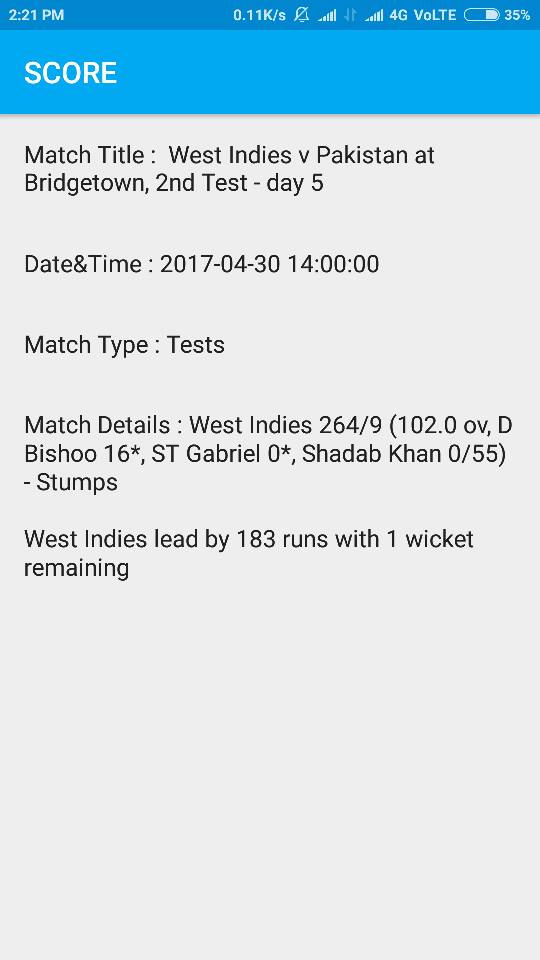 2:21 PM 0.11K/s 4G VoLTE 35%
SCORE
Match Title :  West Indies v Pakistan at
Bridgetown, 2nd Test - day 5
Date&Time : 2017-04-30 14:00:00
Match Type : Tests
Match Details : West Indies 264/9 (102.0 ov, D
Bishoo 16*, ST Gabriel 0*, Shadab Khan 0/55)
- Stumps
West Indies lead by 183 runs with 1 wicket
remaining